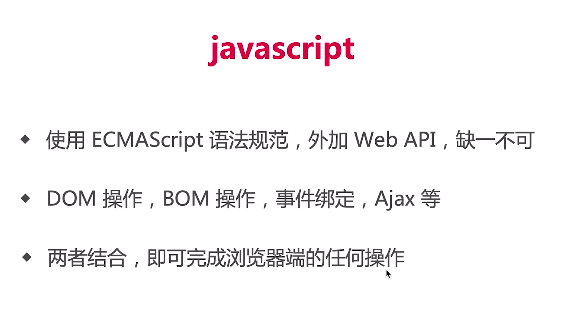 javascript
使用 ECMAScript 语法规范，外加 Web API，缺一不可
DOM 操作，BOM 操作，事件绑定，Ajax 等
两者结合，即可完成浏览器端的任何操作